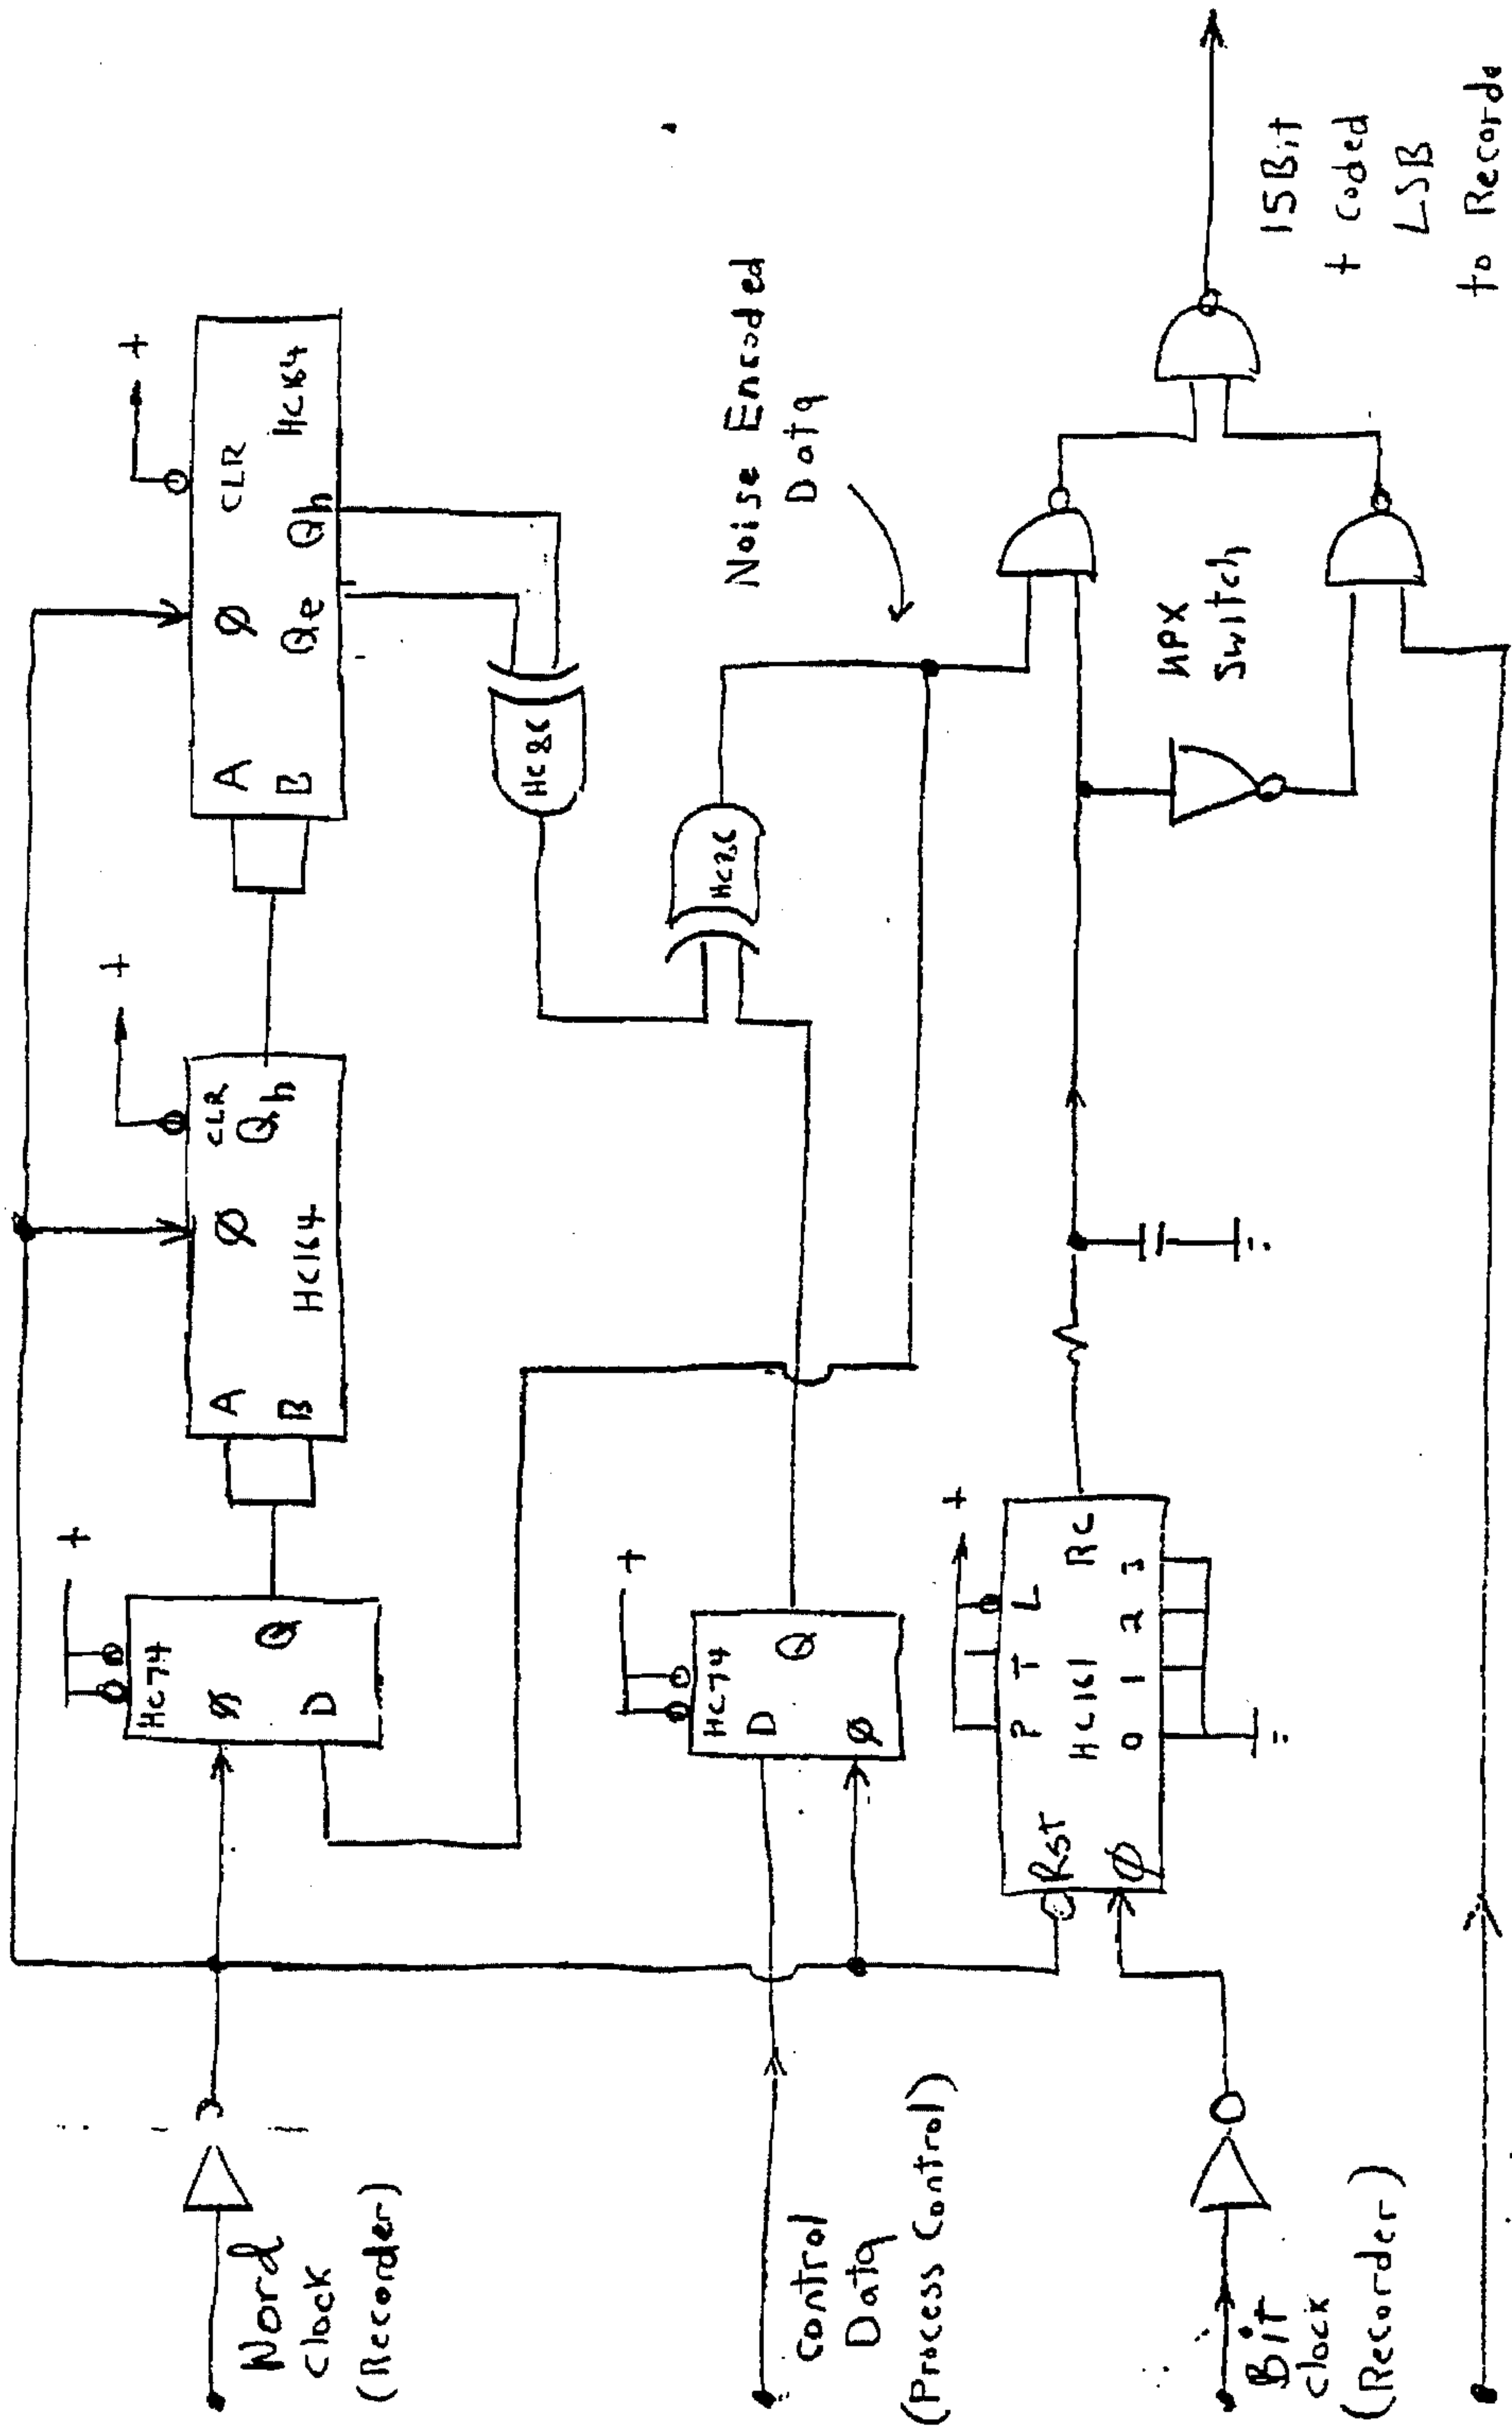 Word
Clock
(Recorder)
Control
Data
(Process Control)
Bit
clock
(Recorder)
+
HC74
Ø
Q
D
A
B
Ø
CLR
Qh
HC164
+
A
B
Ø
CLR
Qe
Qh
HC164
+
HC86
+
HC74
D
Q
Ø
HC86
Noise Encoded
Data
+
P T L
Rst
HC161
RC
Ø
0 1 2 3
MPX
Switch
15Bit
+ coded
LSB
to Recorde